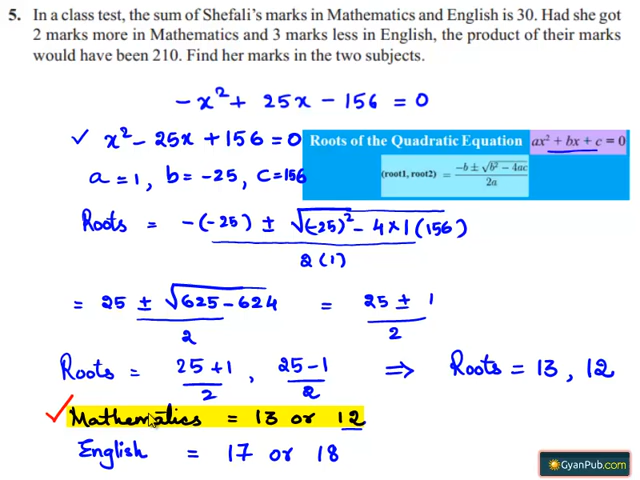 5. In a class test, the sum of Shefali's marks in Mathematics and English is 30. Had she got
2 marks more in Mathematics and 3 marks less in English, the product of their marks
would have been 210. Find her marks in the two subjects.
-x² + 25x - 156 = 0
✓ x² - 25x + 156 = 0
Roots of the Quadratic Equation ax² + bx + c = 0
a = 1, b = -25, c = 156
(root1, root2) = (-b ± √(b² - 4ac))/2a
Roots = (-(-25) ± √((-25)² - 4×1(156)))/2(1)
= (25 ± √(625 - 624))/2 = (25 ± 1)/2
Roots = (25+1)/2, (25-1)/2 ⇒ Roots = 13, 12
✓ Mathematics = 13 or 12
English = 17 or 18
GyanPub.com